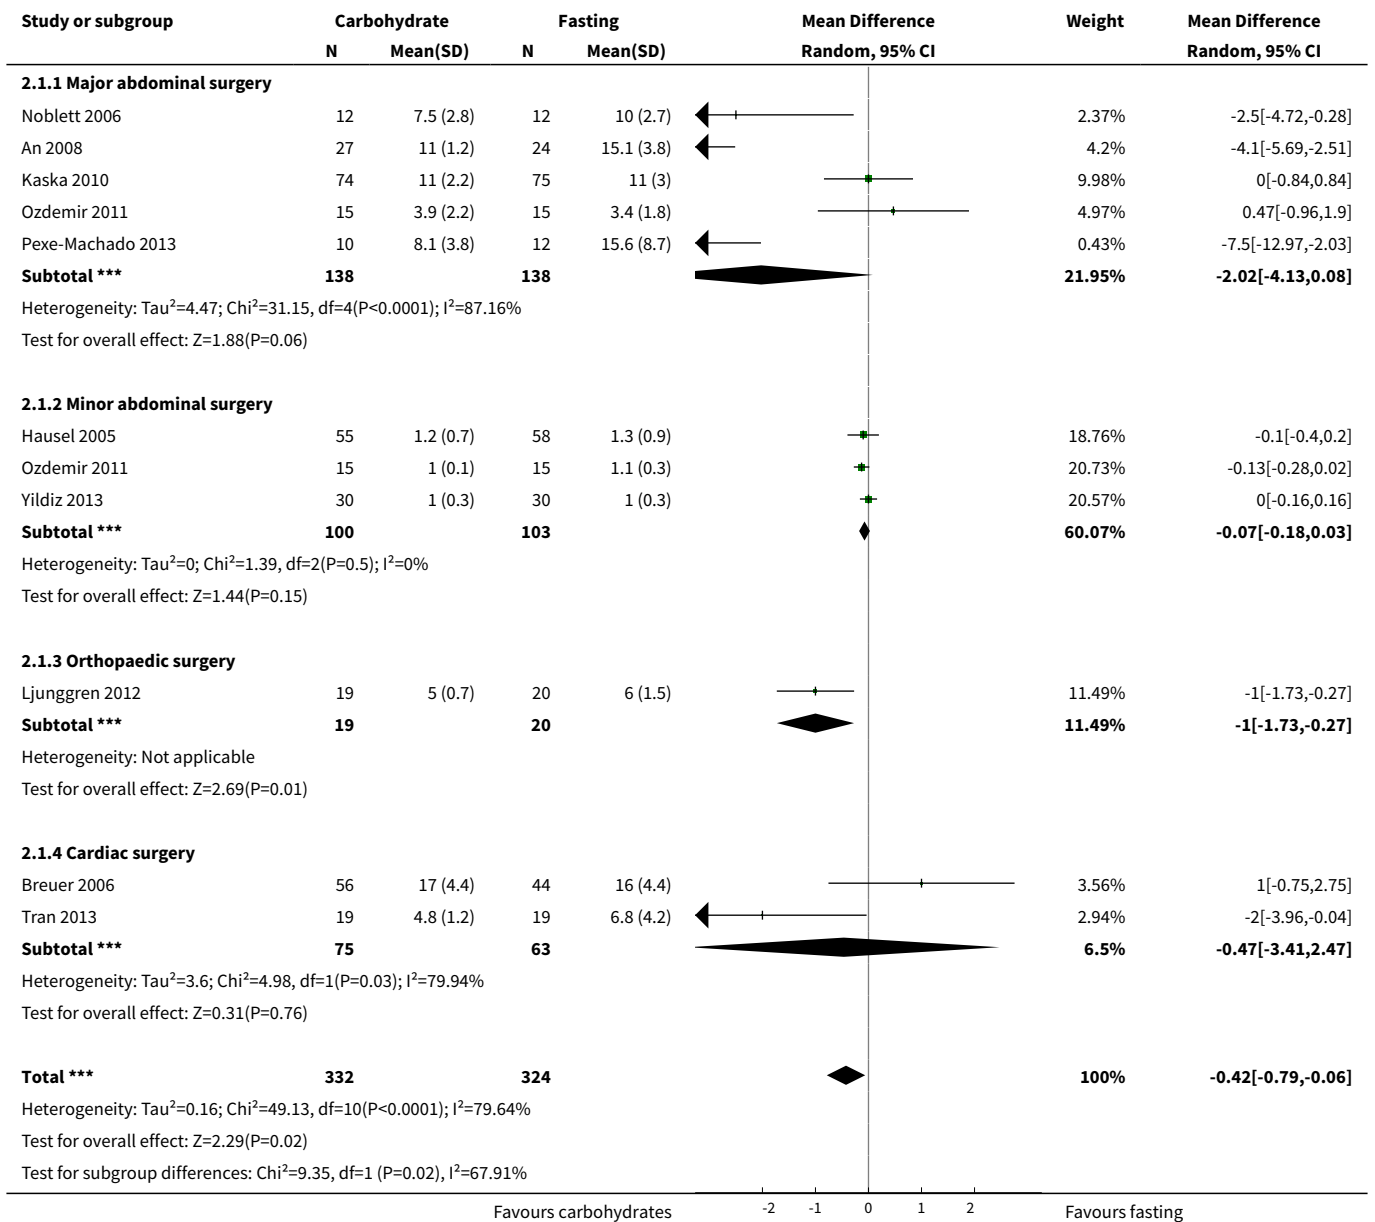 Study or subgroup Carbohydrate Fasting Mean Difference Weight Mean Difference
N Mean(SD) N Mean(SD) Random, 95% CI Random, 95% CI
2.1.1 Major abdominal surgery
Noblett 2006 12 7.5 (2.8) 12 10 (2.7) 2.37% -2.5[-4.72,-0.28]
An 2008 27 11 (1.2) 24 15.1 (3.8) 4.2% -4.1[-5.69,-2.51]
Kaska 2010 74 11 (2.2) 75 11 (3) 9.98% 0[-0.84,0.84]
Ozdemir 2011 15 3.9 (2.2) 15 3.4 (1.8) 4.97% 0.47[-0.96,1.9]
Pexe-Machado 2013 10 8.1 (3.8) 12 15.6 (8.7) 0.43% -7.5[-12.97,-2.03]
Subtotal *** 138 138 21.95% -2.02[-4.13,0.08]
Heterogeneity: Tau²=4.47; Chi²=31.15, df=4(P<0.0001); I²=87.16%
Test for overall effect: Z=1.88(P=0.06)
2.1.2 Minor abdominal surgery
Hausel 2005 55 1.2 (0.7) 58 1.3 (0.9) 18.76% -0.1[-0.4,0.2]
Ozdemir 2011 15 1 (0.1) 15 1.1 (0.3) 20.73% -0.13[-0.28,0.02]
Yildiz 2013 30 1 (0.3) 30 1 (0.3) 20.57% 0[-0.16,0.16]
Subtotal *** 100 103 60.07% -0.07[-0.18,0.03]
Heterogeneity: Tau²=0; Chi²=1.39, df=2(P=0.5); I²=0%
Test for overall effect: Z=1.44(P=0.15)
2.1.3 Orthopaedic surgery
Ljunggren 2012 19 5 (0.7) 20 6 (1.5) 11.49% -1[-1.73,-0.27]
Subtotal *** 19 20 11.49% -1[-1.73,-0.27]
Heterogeneity: Not applicable
Test for overall effect: Z=2.69(P=0.01)
2.1.4 Cardiac surgery
Breuer 2006 56 17 (4.4) 44 16 (4.4) 3.56% 1[-0.75,2.75]
Tran 2013 19 4.8 (1.2) 19 6.8 (4.2) 2.94% -2[-3.96,-0.04]
Subtotal *** 75 63 6.5% -0.47[-3.41,2.47]
Heterogeneity: Tau²=3.6; Chi²=4.98, df=1(P=0.03); I²=79.94%
Test for overall effect: Z=0.31(P=0.76)
Total *** 332 324 100% -0.42[-0.79,-0.06]
Heterogeneity: Tau²=0.16; Chi²=49.13, df=10(P<0.0001); I²=79.64%
Test for overall effect: Z=2.29(P=0.02)
Test for subgroup differences: Chi²=9.35, df=1 (P=0.02), I²=67.91%
Favours carbohydrates -2 -1 0 1 2 Favours fasting